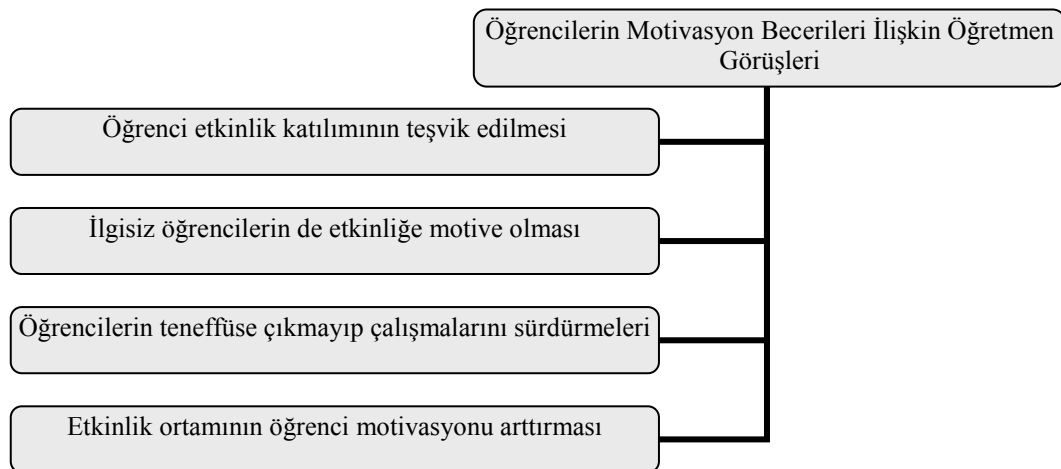 Öğrencilerin Motivasyon Becerileri İlişkin Öğretmen
Görüşleri
Öğrenci etkinlik katılımının teşvik edilmesi
İlgisiz öğrencilerin de etkinliğe motive olması
Öğrencilerin teneffüse çıkmayıp çalışmalarını sürdürmeleri
Etkinlik ortamının öğrenci motivasyonu arttırması